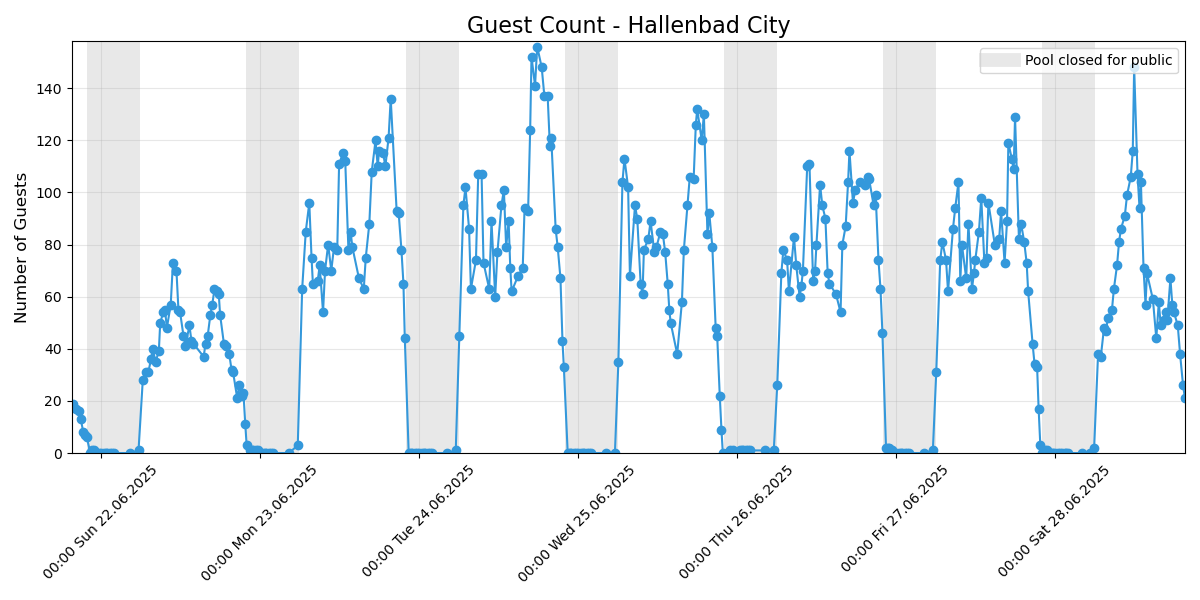 Guest Count - Hallenbad City
Pool closed for public
Number of Guests
140
120
100
80
60
40
20
0
00:00 Sun 22.06.2025
00:00 Mon 23.06.2025
00:00 Tue 24.06.2025
00:00 Wed 25.06.2025
00:00 Thu 26.06.2025
00:00 Fri 27.06.2025
00:00 Sat 28.06.2025